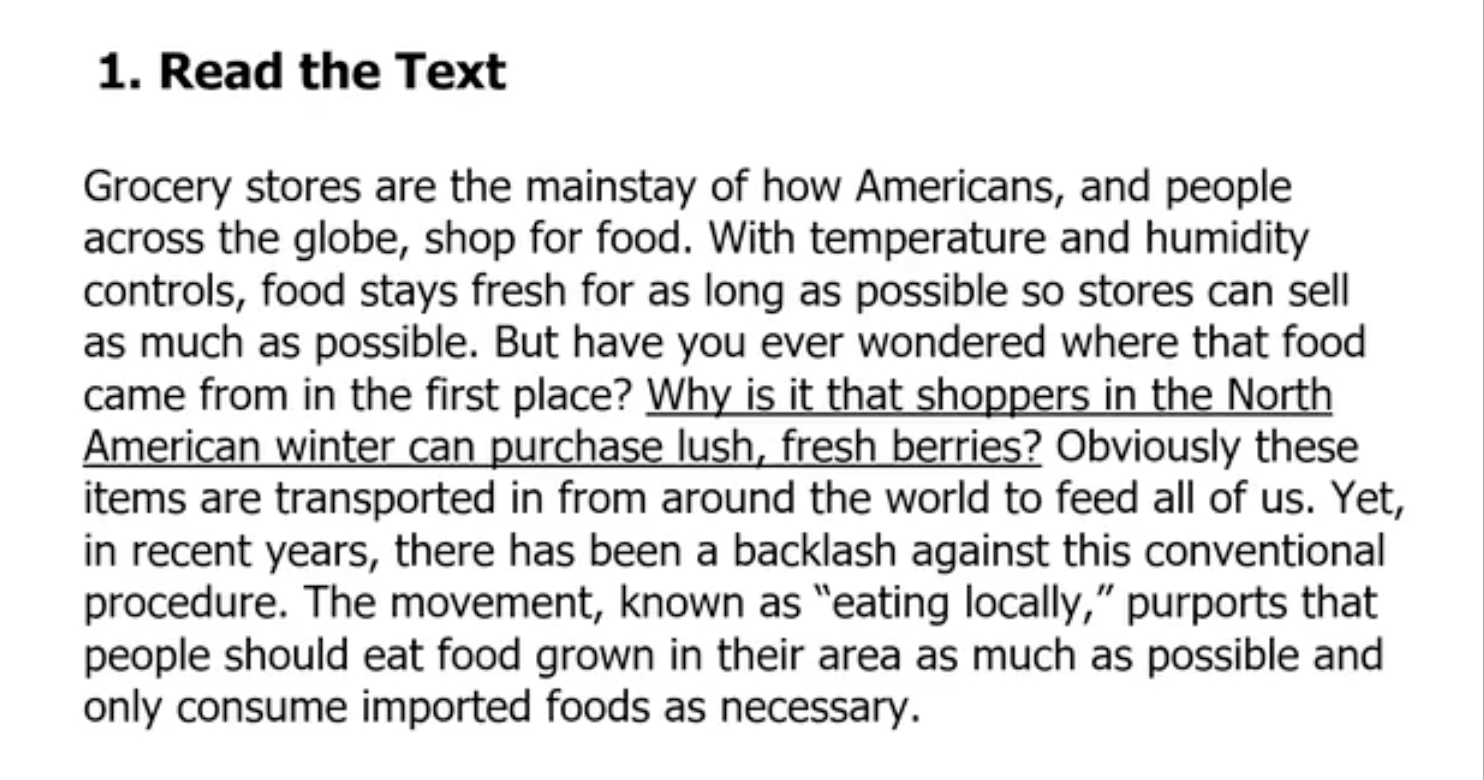 1. Read the Text
Grocery stores are the mainstay of how Americans, and people
across the globe, shop for food. With temperature and humidity
controls, food stays fresh for as long as possible so stores can sell
as much as possible. But have you ever wondered where that food
came from in the first place? Why is it that shoppers in the North
American winter can purchase lush, fresh berries? Obviously these
items are transported in from around the world to feed all of us. Yet,
in recent years, there has been a backlash against this conventional
procedure. The movement, known as “eating locally,” purports that
people should eat food grown in their area as much as possible and
only consume imported foods as necessary.